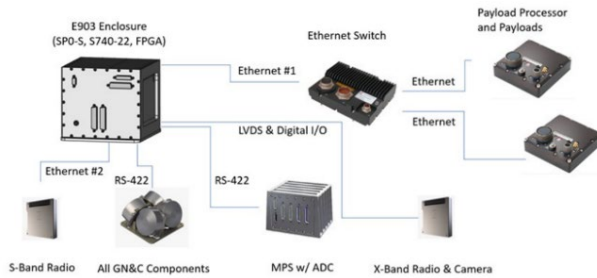 E903 Enclosure
(SP0-S, S740-22, FPGA)
Ethernet Switch
Payload Processor
and Payloads
Ethernet #1
Ethernet
Ethernet
LVDS & Digital I/O
Ethernet #2
RS-422
RS-422
S-Band Radio
All GN&C Components
MPS w/ ADC
X-Band Radio & Camera